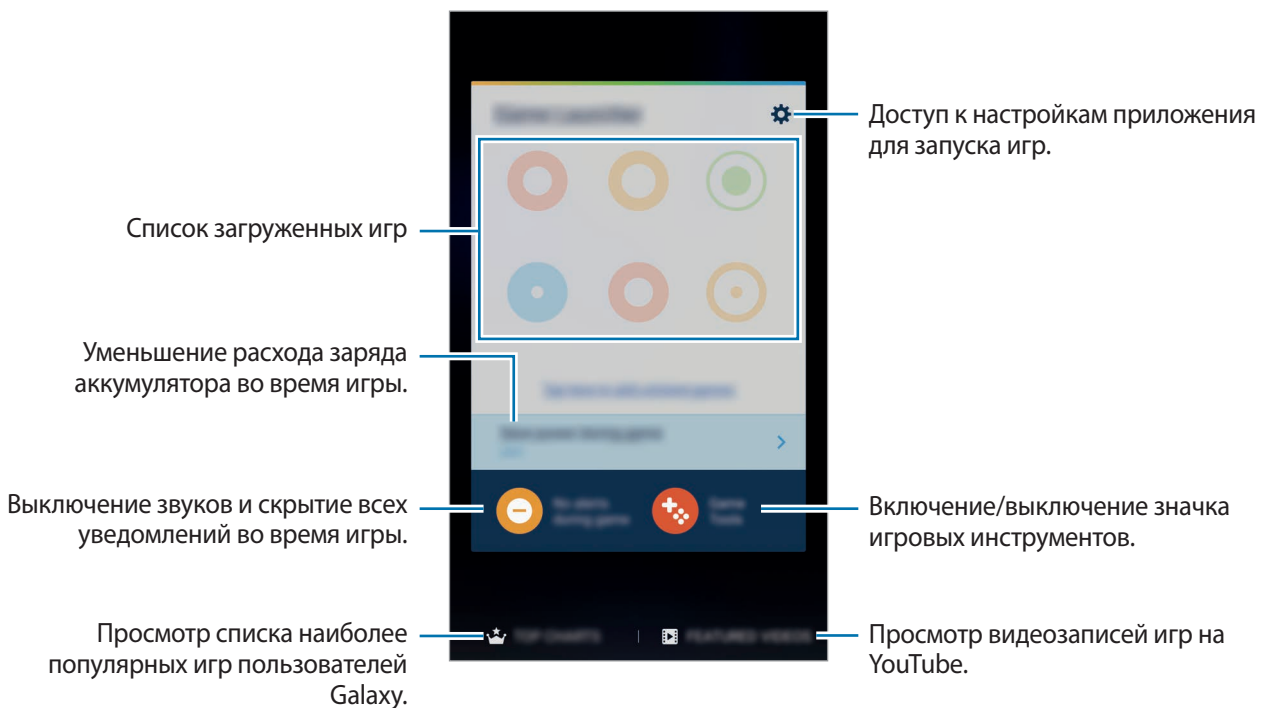 Доступ к настройкам приложения
для запуска игр.
Список загруженных игр
Уменьшение расхода заряда
аккумулятора во время игры.
Выключение звуков и скрытие всех
уведомлений во время игры.
Включение/выключение значка
игровых инструментов.
Просмотр списка наиболее
популярных игр пользователей
Galaxy.
Просмотр видеозаписей игр на
YouTube.